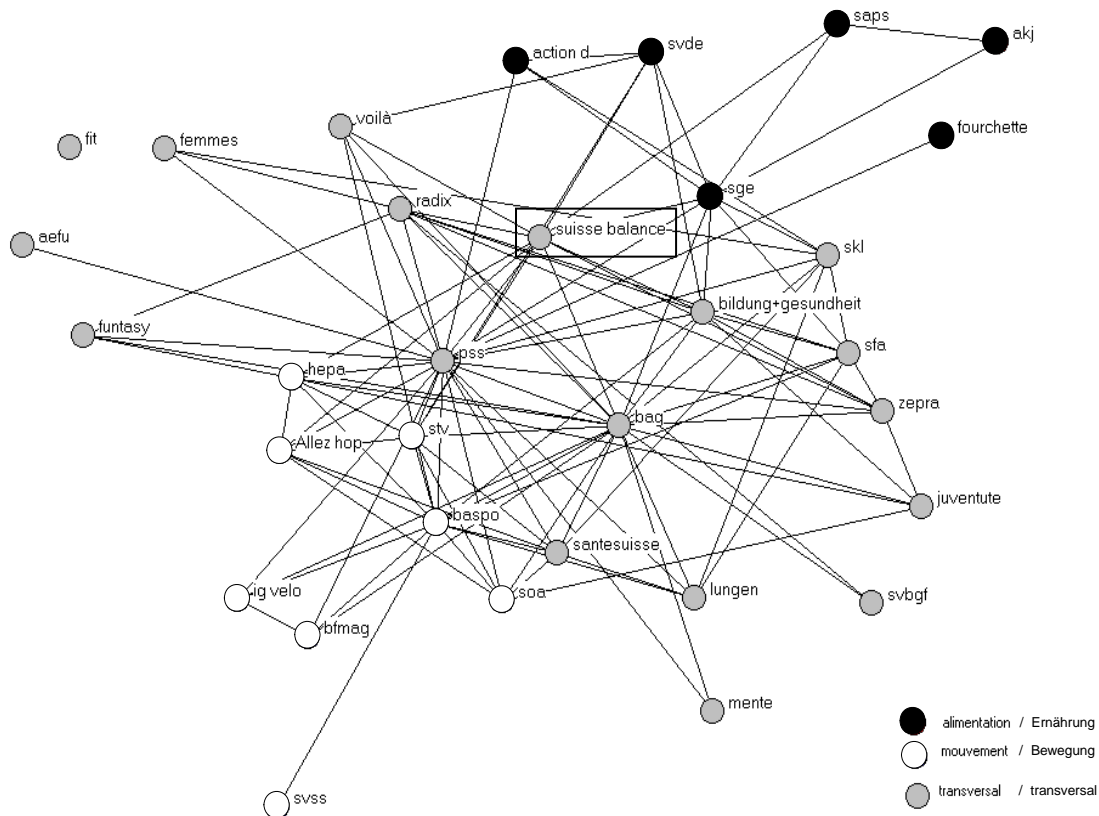 saps
akj
action d
svde
voilà
fourchette
fit
femmes
sge
radix
suisse balance
aefu
skl
bildung+gesundheit
funtasy
sfa
pss
hepa
zepra
bag
stv
Allez hop
juventute
baspo
santesuisse
ig velo
soa
lungen
svbgf
bfmag
mente
alimentation / Ernährung
mouvement / Bewegung
transversal / transversal
svss